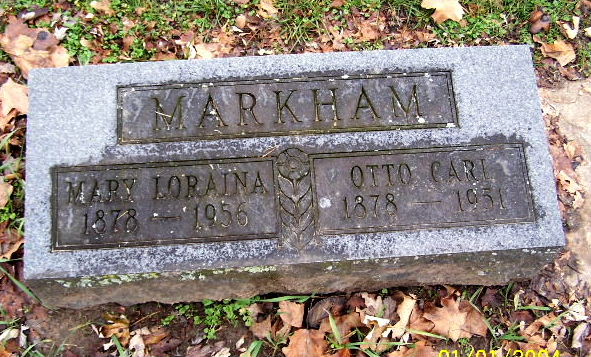 MARKHAM
MARY LORAINA
1878 — 1956
OTTO CARL
1878 — 1951